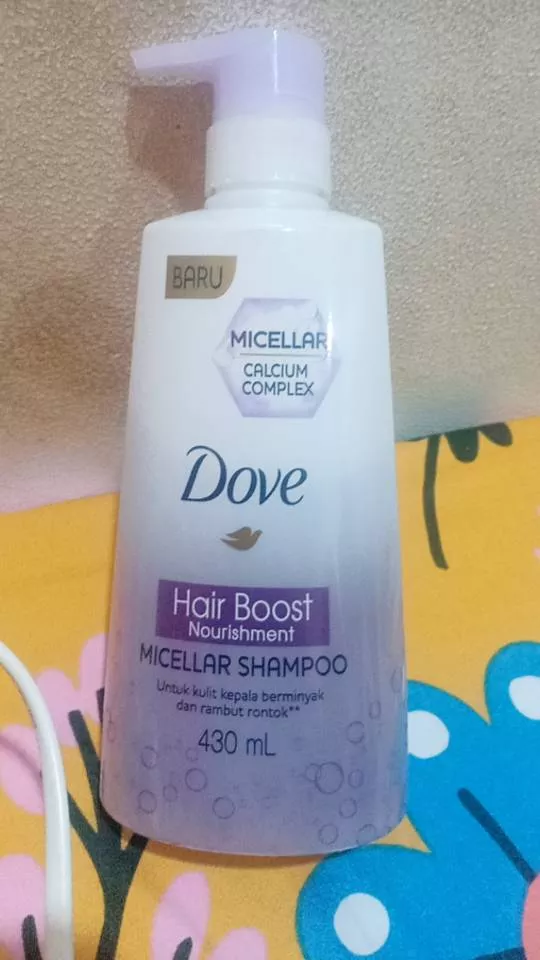 BARU
MICELLAR
CALCIUM
COMPLEX
Dove
Hair Boost
Nourishment
MICELLAR SHAMPOO
Untuk kulit kepala berminyak
dan rambut rontok**
430 mL